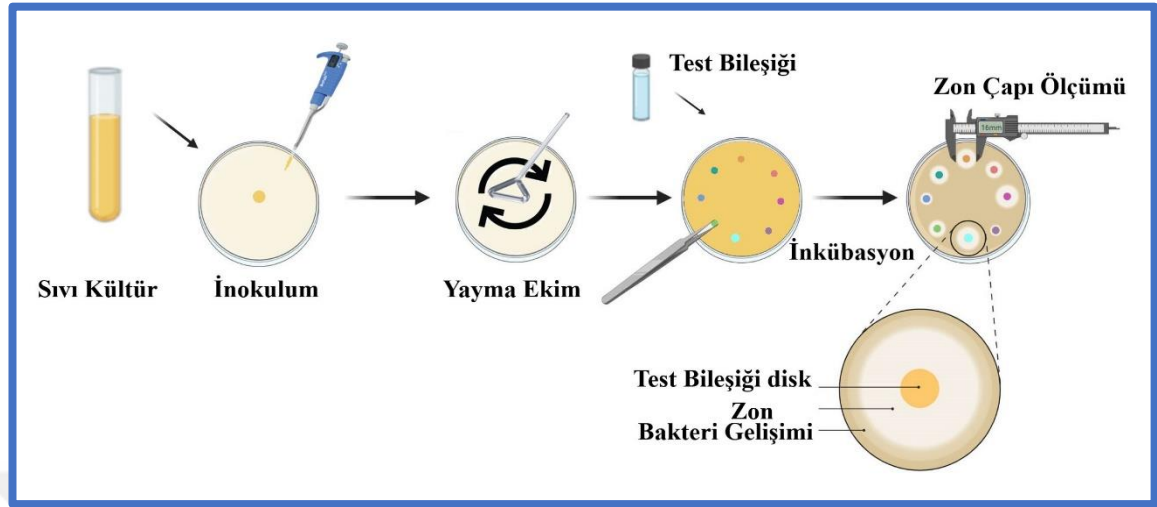 Sıvı Kültür
İnokulum
Yayma Ekim
Test Bileşiği
İnkübasyon
Zon Çapı Ölçümü
16mm
Test Bileşiği disk
Zon
Bakteri Gelişimi